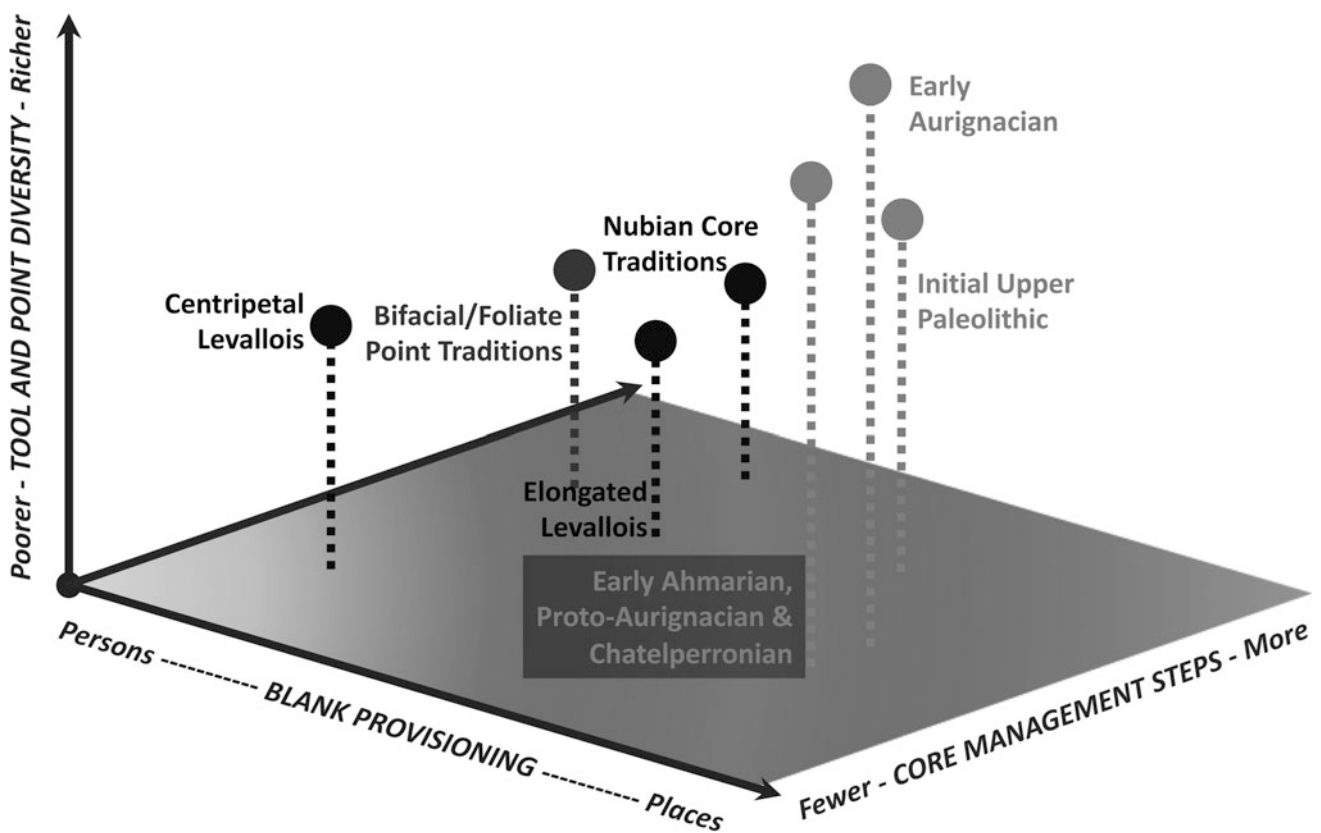 Poorer - TOOL AND POINT DIVERSITY - Richer
Early
Aurignacian
Nubian Core
Traditions
Centripetal
Levallois
Bifacial/Foliate
Point Traditions
Initial Upper
Paleolithic
Elongated
Levallois
Early Ahmarian,
Proto-Aurignacian &
Chatelperronian
Persons ---------- BLANK PROVISIONING ---------- Places
Fewer - CORE MANAGEMENT STEPS - More